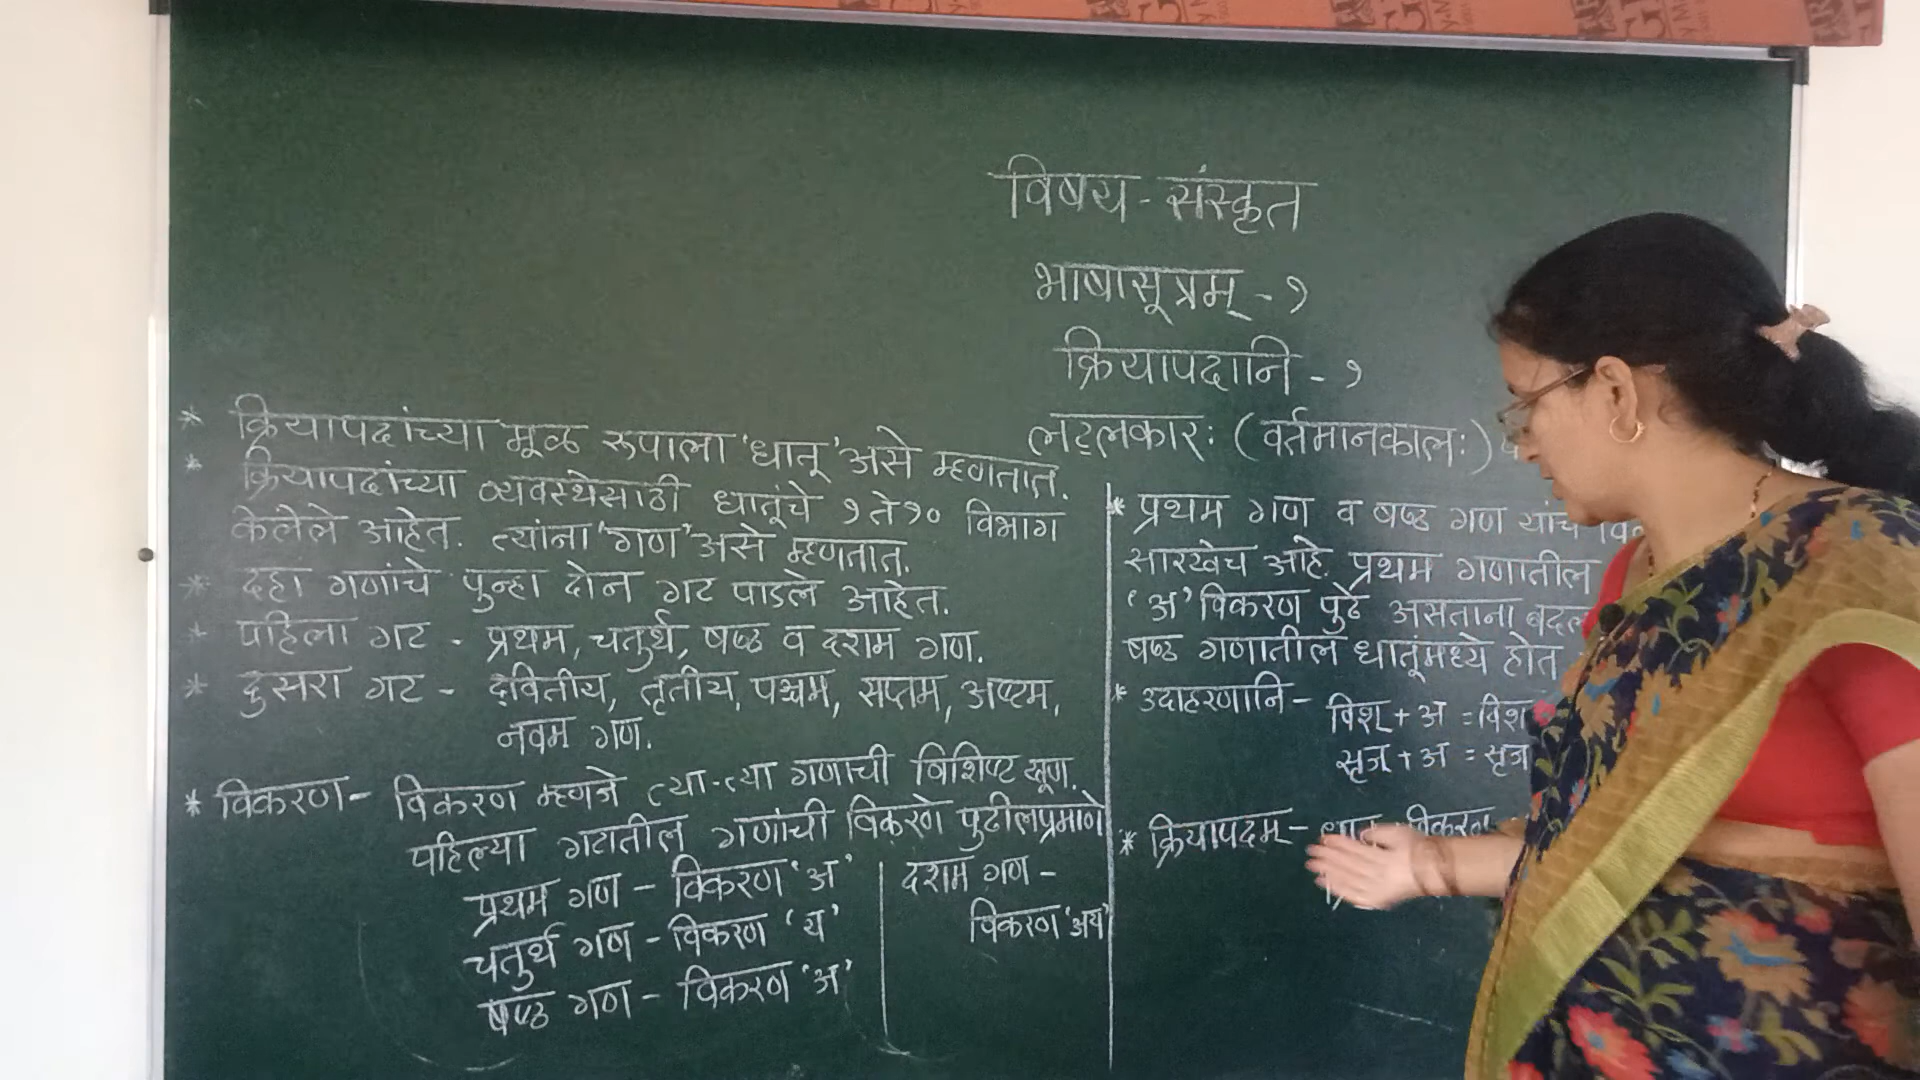 विषय - संस्कृत
भाषासूत्रम् - १
क्रियापदानि - १
लट्लकारः (वर्तमानकालः)
* क्रियापदांच्या मूळ रूपाला 'धातू' असे म्हणतात.
* क्रियापदांच्या व्यवस्थेसाठी धातूंचे १ ते १० विभाग
केलेले आहेत. त्यांना 'गण' असे म्हणतात.
* दहा गणांचे पुन्हा दोन गट पाडले आहेत.
* पहिला गट - प्रथम, चतुर्थ, षष्ठ व दशम गण.
* दुसरा गट - द्वितीय, तृतीय, पञ्चम, सप्तम, अष्टम,
नवम गण.
* विकरण - विकरण म्हणजे त्या-त्या गणाची विशिष्ट खूण.
पहिल्या गटातील गणांची विकरणे पुढीलप्रमाणे
प्रथम गण - विकरण 'अ'
चतुर्थ गण - विकरण 'य'
षष्ठ गण - विकरण 'अ'
दशम गण -
विकरण 'अय'
* प्रथम गण व षष्ठ गण यांचे
सारखेच आहे. प्रथम गणातील
'अ' विकरण पुढे असताना बदल
षष्ठ गणातील धातूंमध्ये होत
* उदाहरणानि - विश् + अ = विश
सृज् + अ = सृज
* क्रियापदम् - धातु विकरण